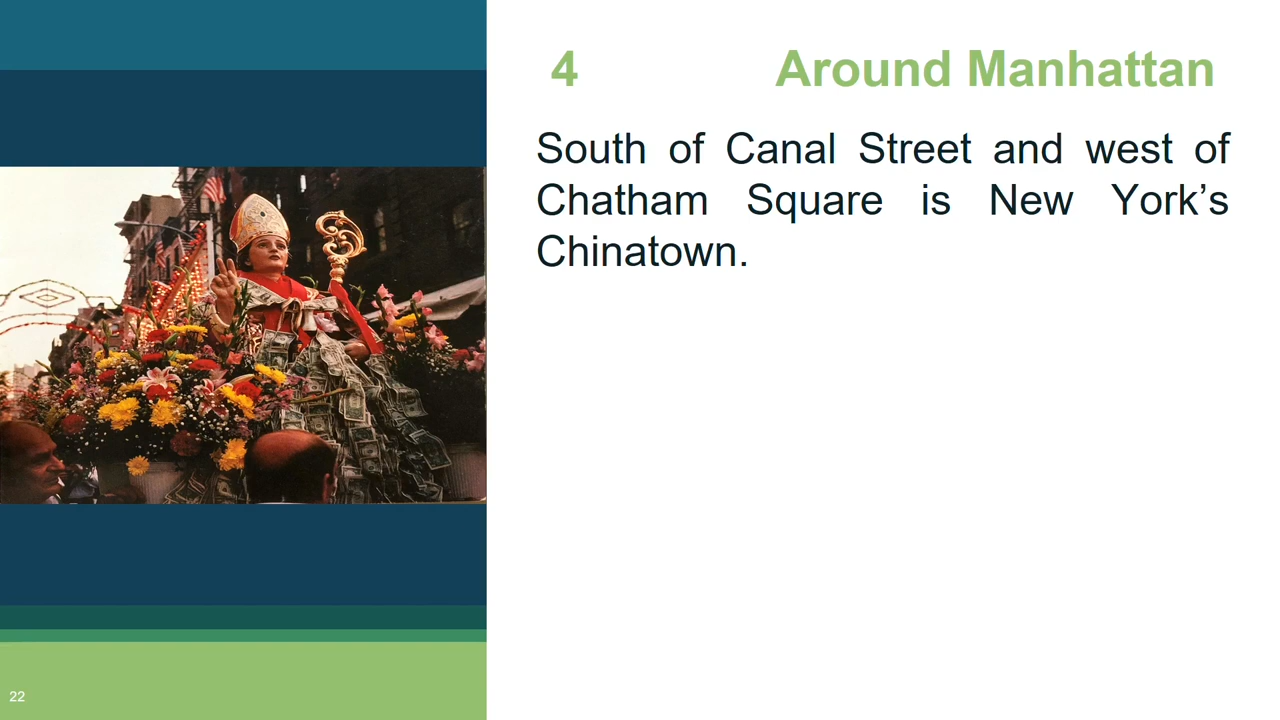 4 Around Manhattan
South of Canal Street and west of
Chatham Square is New York’s
Chinatown.
22